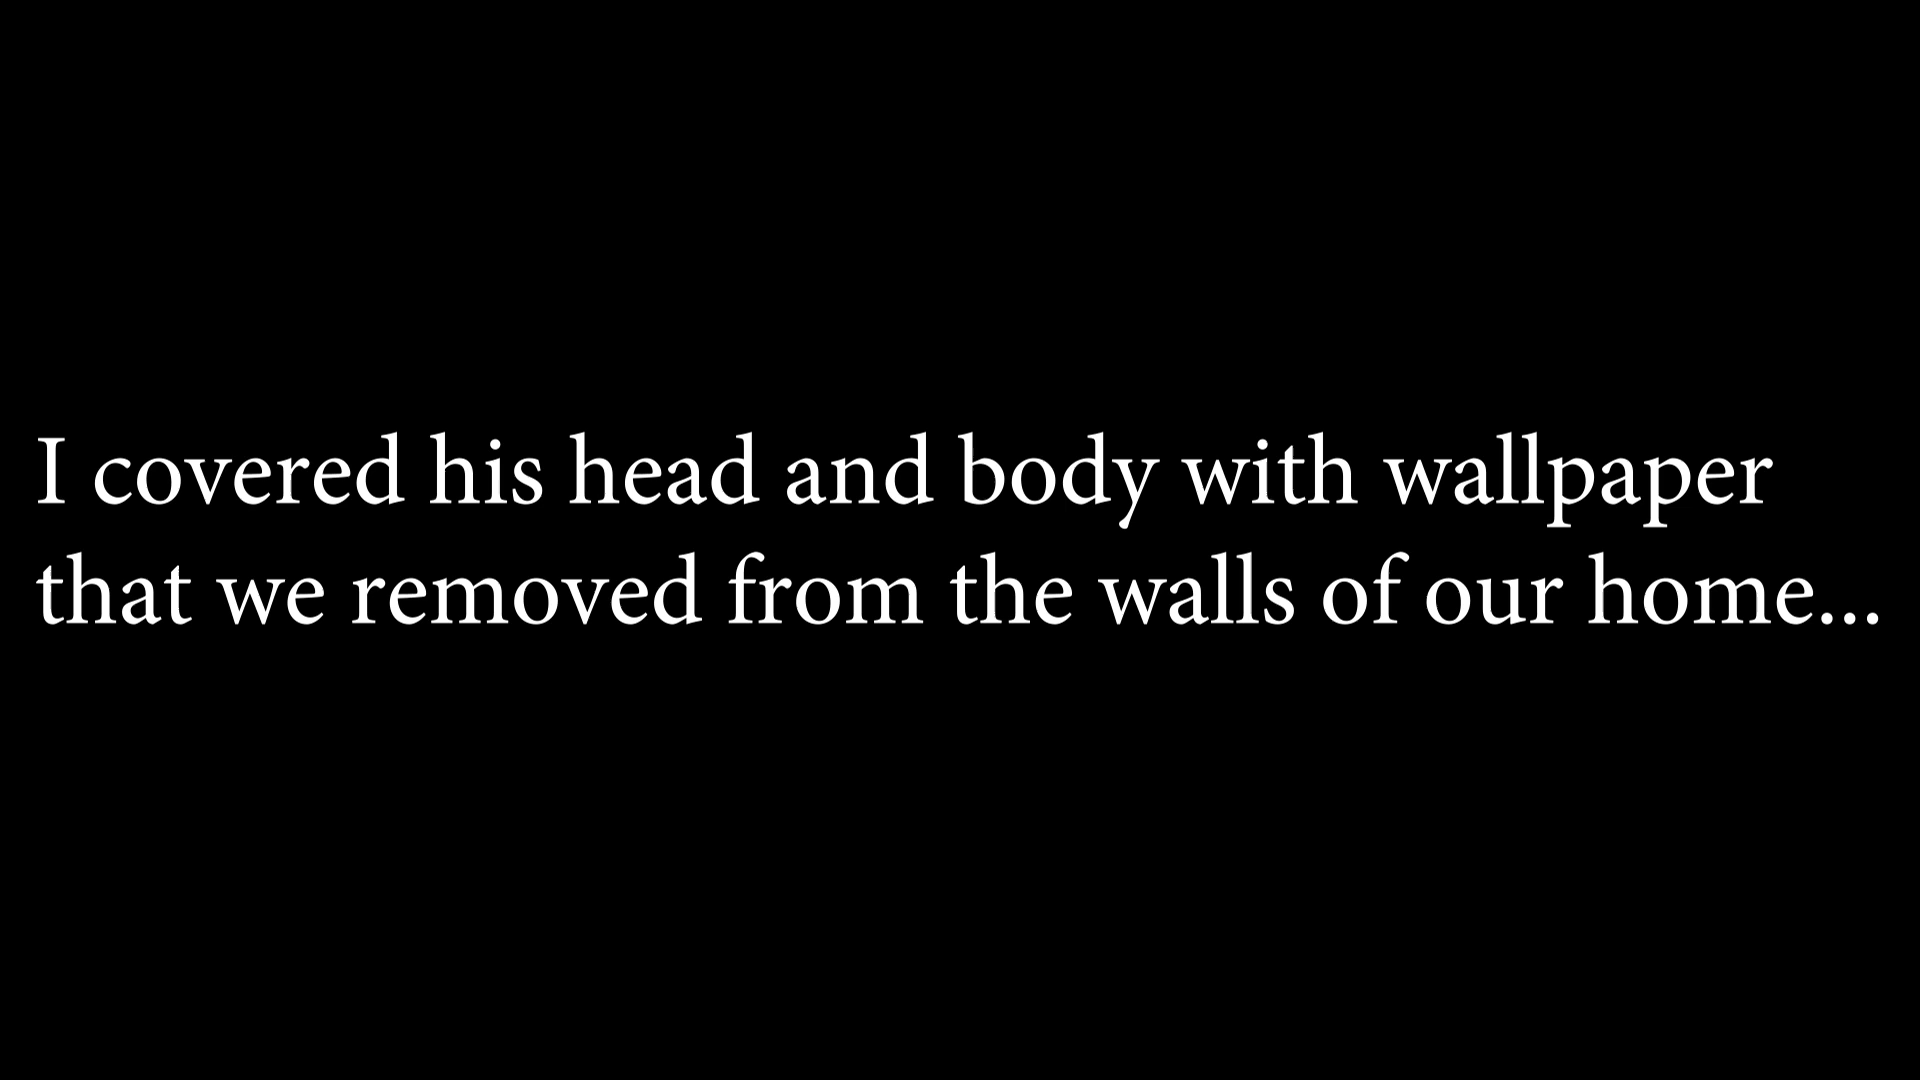 I covered his head and body with wallpaper
that we removed from the walls of our home...